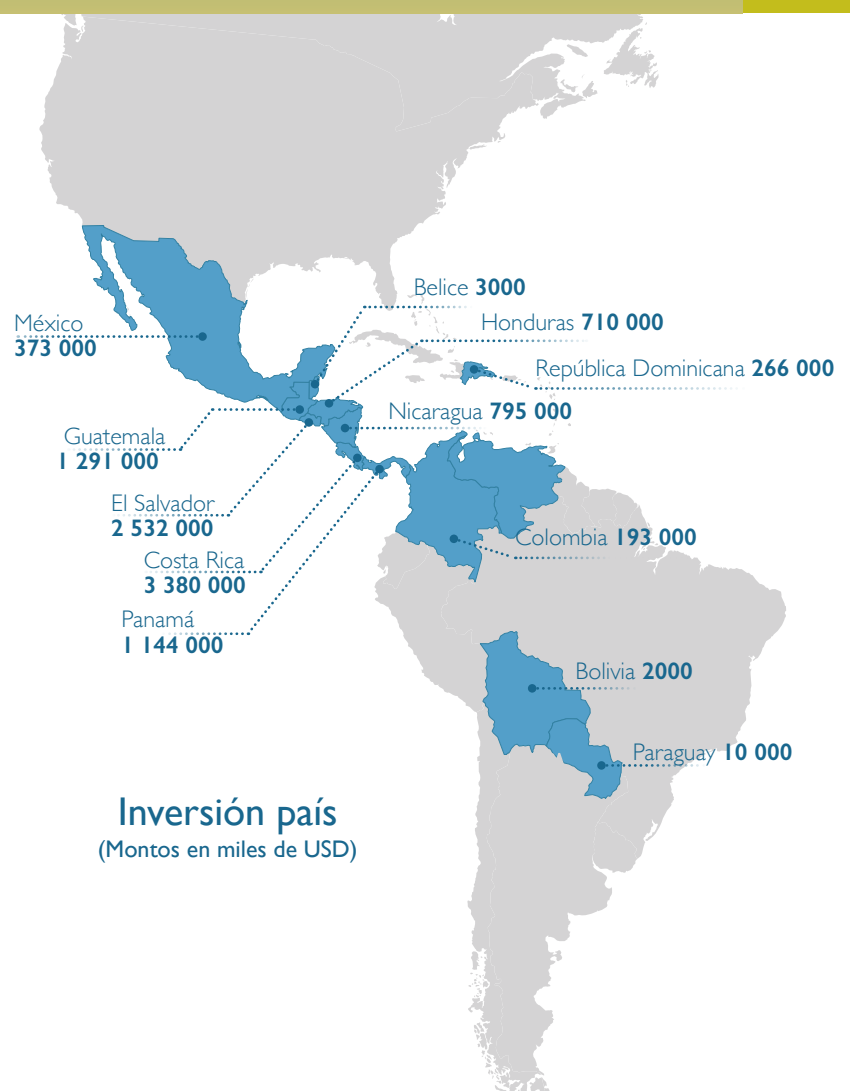 Belice 3000
Honduras 710 000
México
373 000
República Dominicana 266 000
Nicaragua 795 000
Guatemala
1 291 000
El Salvador
2 532 000
Colombia 193 000
Costa Rica
3 380 000
Panamá
1 144 000
Bolivia 2000
Paraguay 10 000
Inversión país
(Montos en miles de USD)